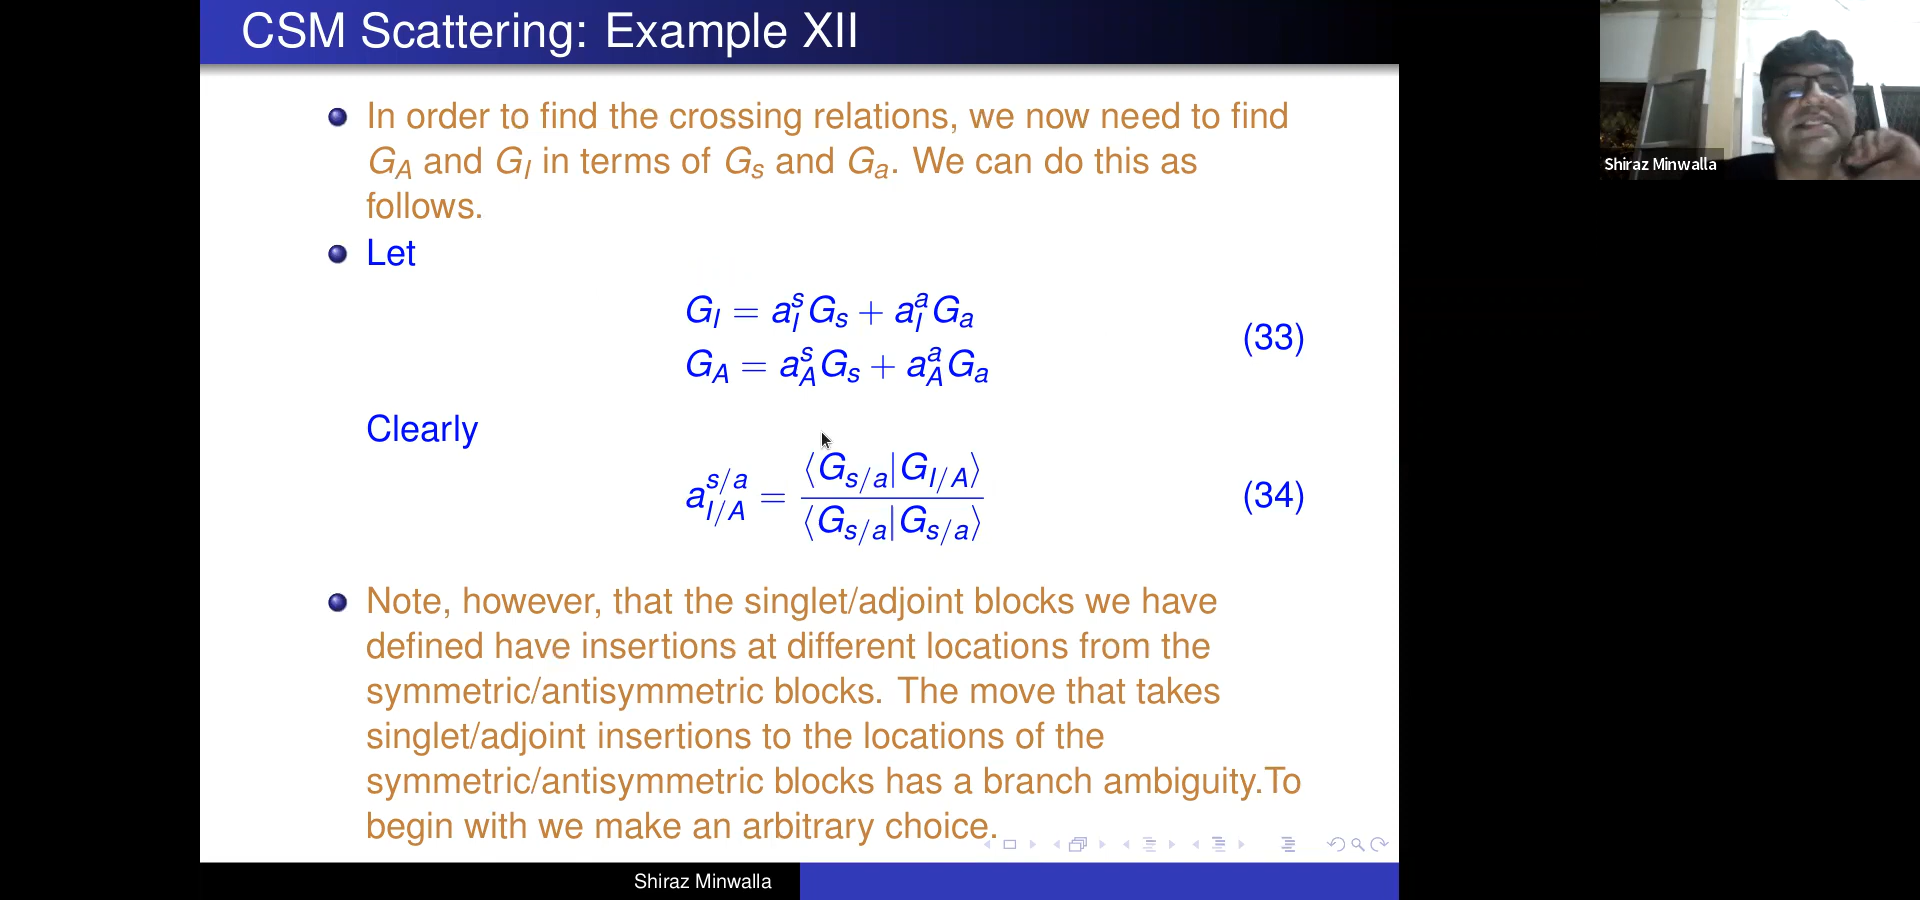 CSM Scattering: Example XII
In order to find the crossing relations, we now need to find
G_A and G_I in terms of G_s and G_a. We can do this as
follows.
Let
G_I = a_I^s G_s + a_I^a G_a
G_A = a_A^s G_s + a_A^a G_a
(33)
Clearly
a_{I/A}^{s/a} = ⟨G_{s/a}|G_{I/A}⟩ / ⟨G_{s/a}|G_{s/a}⟩
(34)
Note, however, that the singlet/adjoint blocks we have
defined have insertions at different locations from the
symmetric/antisymmetric blocks. The move that takes
singlet/adjoint insertions to the locations of the
symmetric/antisymmetric blocks has a branch ambiguity.To
begin with we make an arbitrary choice.
Shiraz Minwalla
Shiraz Minwalla